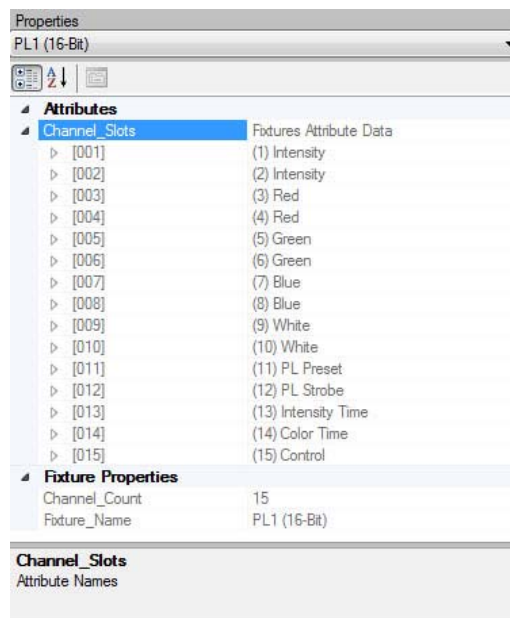 Properties
PL1 (16-Bit)
Attributes
Channel_Slots Fixtures Attribute Data
[001] (1) Intensity
[002] (2) Intensity
[003] (3) Red
[004] (4) Red
[005] (5) Green
[006] (6) Green
[007] (7) Blue
[008] (8) Blue
[009] (9) White
[010] (10) White
[011] (11) PL Preset
[012] (12) PL Strobe
[013] (13) Intensity Time
[014] (14) Color Time
[015] (15) Control
Fixture Properties
Channel_Count 15
Fixture_Name PL1 (16-Bit)
Channel_Slots
Attribute Names